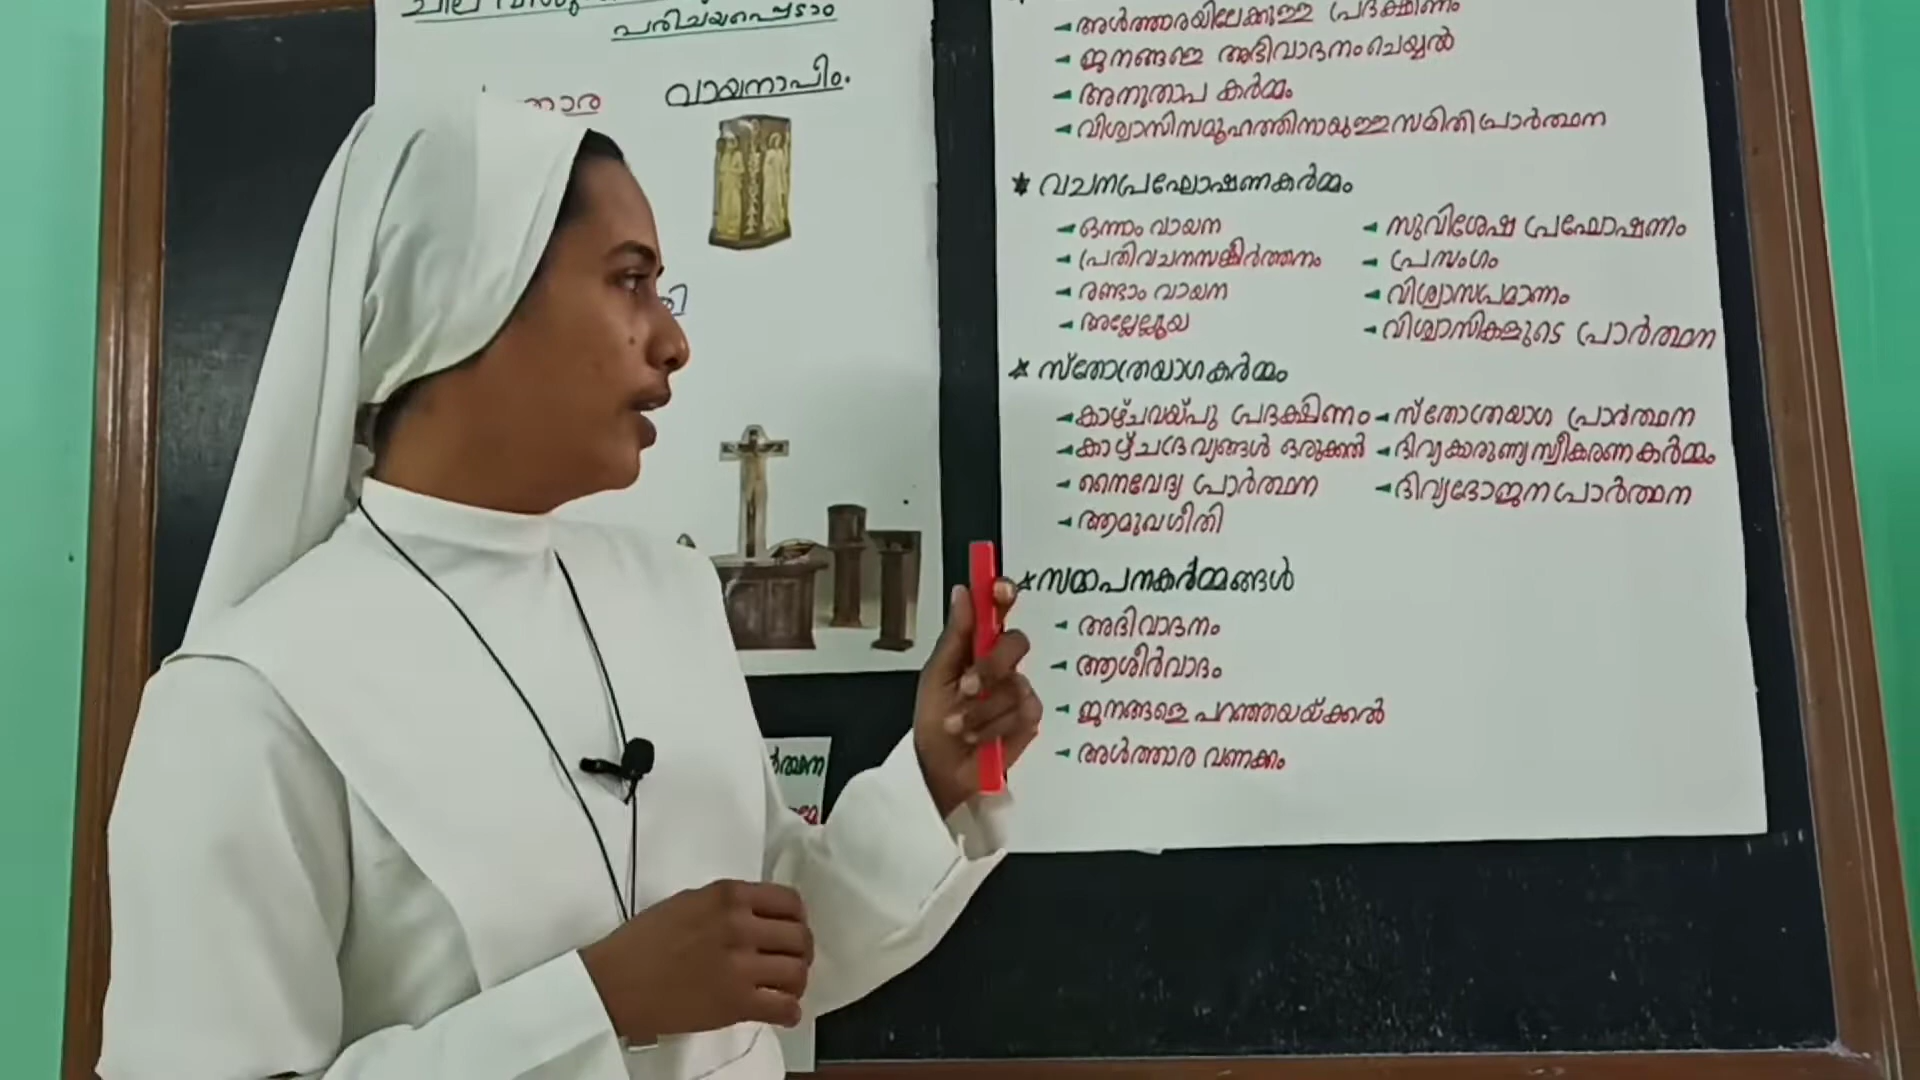 പരിചയപ്പെടാം
വായനാപീഠം.
അൾത്താരയിലേക്കുള്ള പ്രദക്ഷിണം
ജനങ്ങളെ അഭിവാദനം ചെയ്യൽ
അനുതാപ കർമ്മം
വിശ്വാസിസമൂഹത്തിനായുള്ള സമിതി പ്രാർത്ഥന
വചനപ്രഘോഷണകർമ്മം
ഒന്നാം വായന
പ്രതിവചനസങ്കീർത്തനം
രണ്ടാം വായന
അല്ലേല്ലൂയ
സുവിശേഷ പ്രഘോഷണം
പ്രസംഗം
വിശ്വാസപ്രമാണം
വിശ്വാസികളുടെ പ്രാർത്ഥന
സ്തോത്രയാഗകർമ്മം
കാഴ്ചവയ്പു പ്രദക്ഷിണം
കാഴ്ചദ്രവ്യങ്ങൾ ഒരുക്കൽ
നൈവേദ്യ പ്രാർത്ഥന
ആമുഖഗീതി
സ്തോത്രയാഗ പ്രാർത്ഥന
ദിവ്യകാരുണ്യസ്വീകരണകർമ്മം
ദിവ്യഭോജനപ്രാർത്ഥന
സമാപനകർമ്മങ്ങൾ
അഭിവാദനം
ആശീർവാദം
ജനങ്ങളെ പറഞ്ഞയയ്ക്കൽ
അൾത്താര വണക്കം